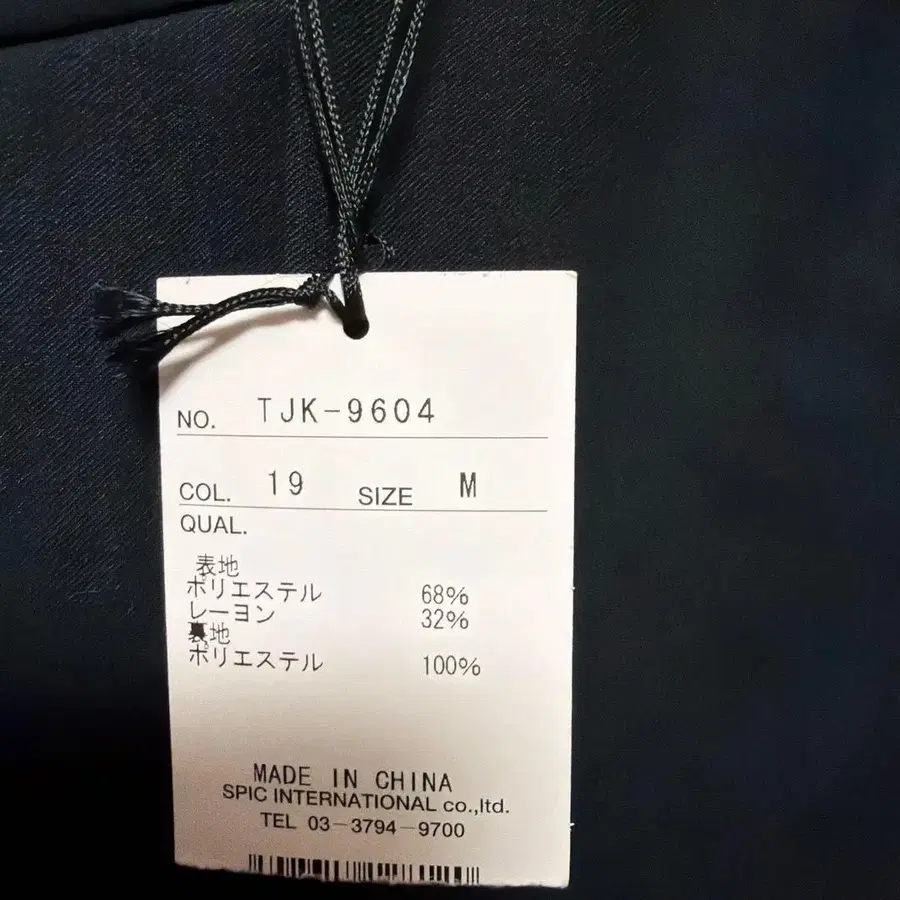 NO. TJK-9604
COL. 19 SIZE M
QUAL.
表地
ポリエステル 68%
レーヨン 32%
裏地
ポリエステル 100%
MADE IN CHINA
SPIC INTERNATIONAL co.,ltd.
TEL 03-3794-9700